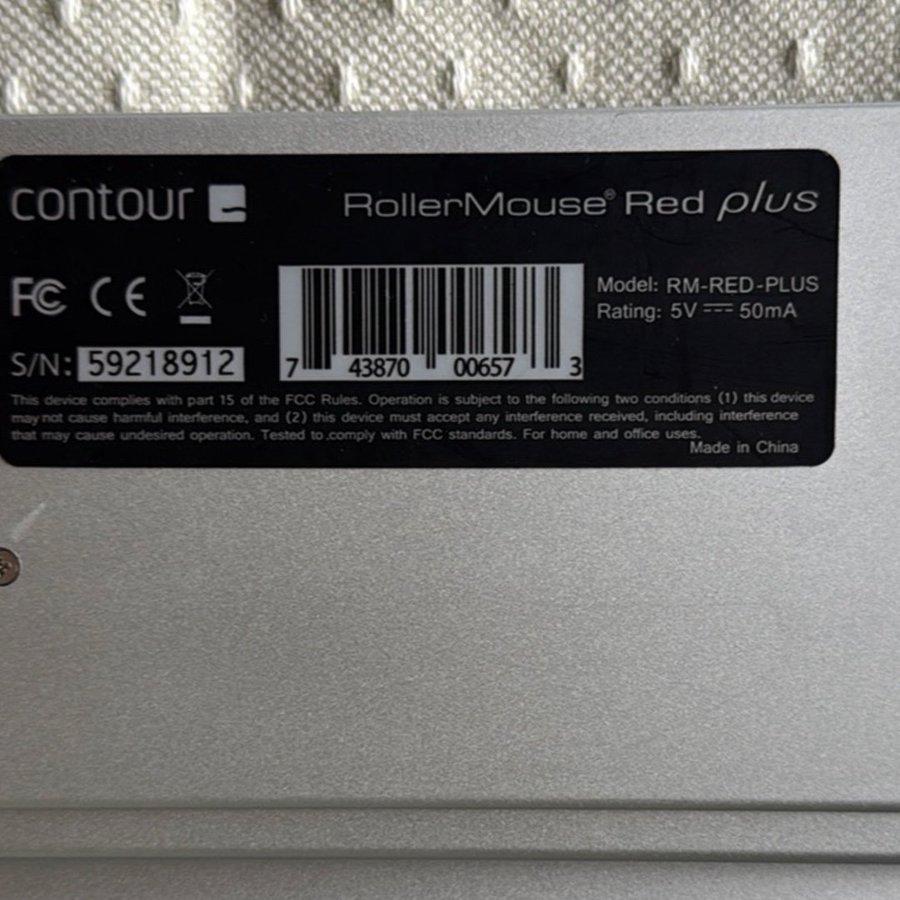 contour RollerMouse® Red plus
FC CE
Model: RM-RED-PLUS
Rating: 5V ⎓ 50mA
S/N: 59218912
7 43870 00657 3
This device complies with part 15 of the FCC Rules. Operation is subject to the following two conditions (1) this device
may not cause harmful interference, and (2) this device must accept any interference received, including interference
that may cause undesired operation. Tested to comply with FCC standards. For home and office uses.
Made in China